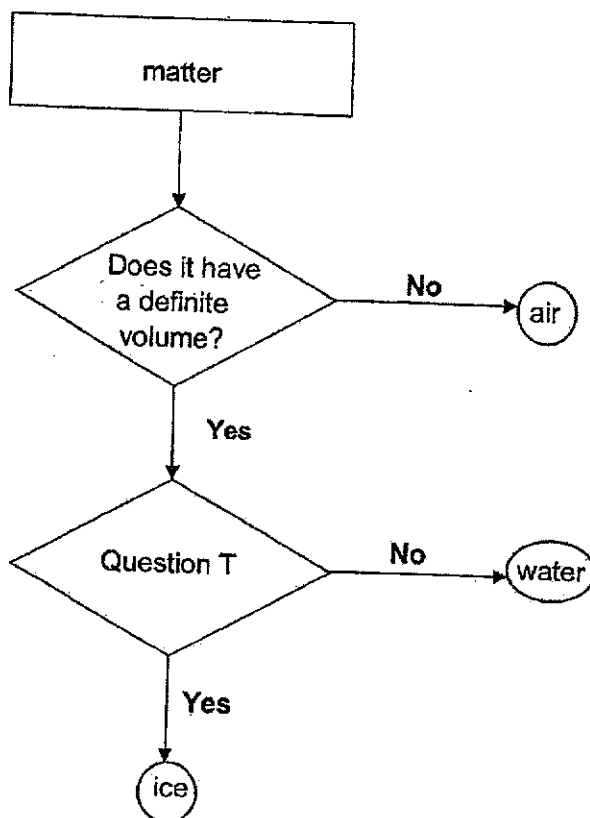 matter
Does it have
a definite
volume?
No
air
Yes
Question T
No
water
Yes
ice